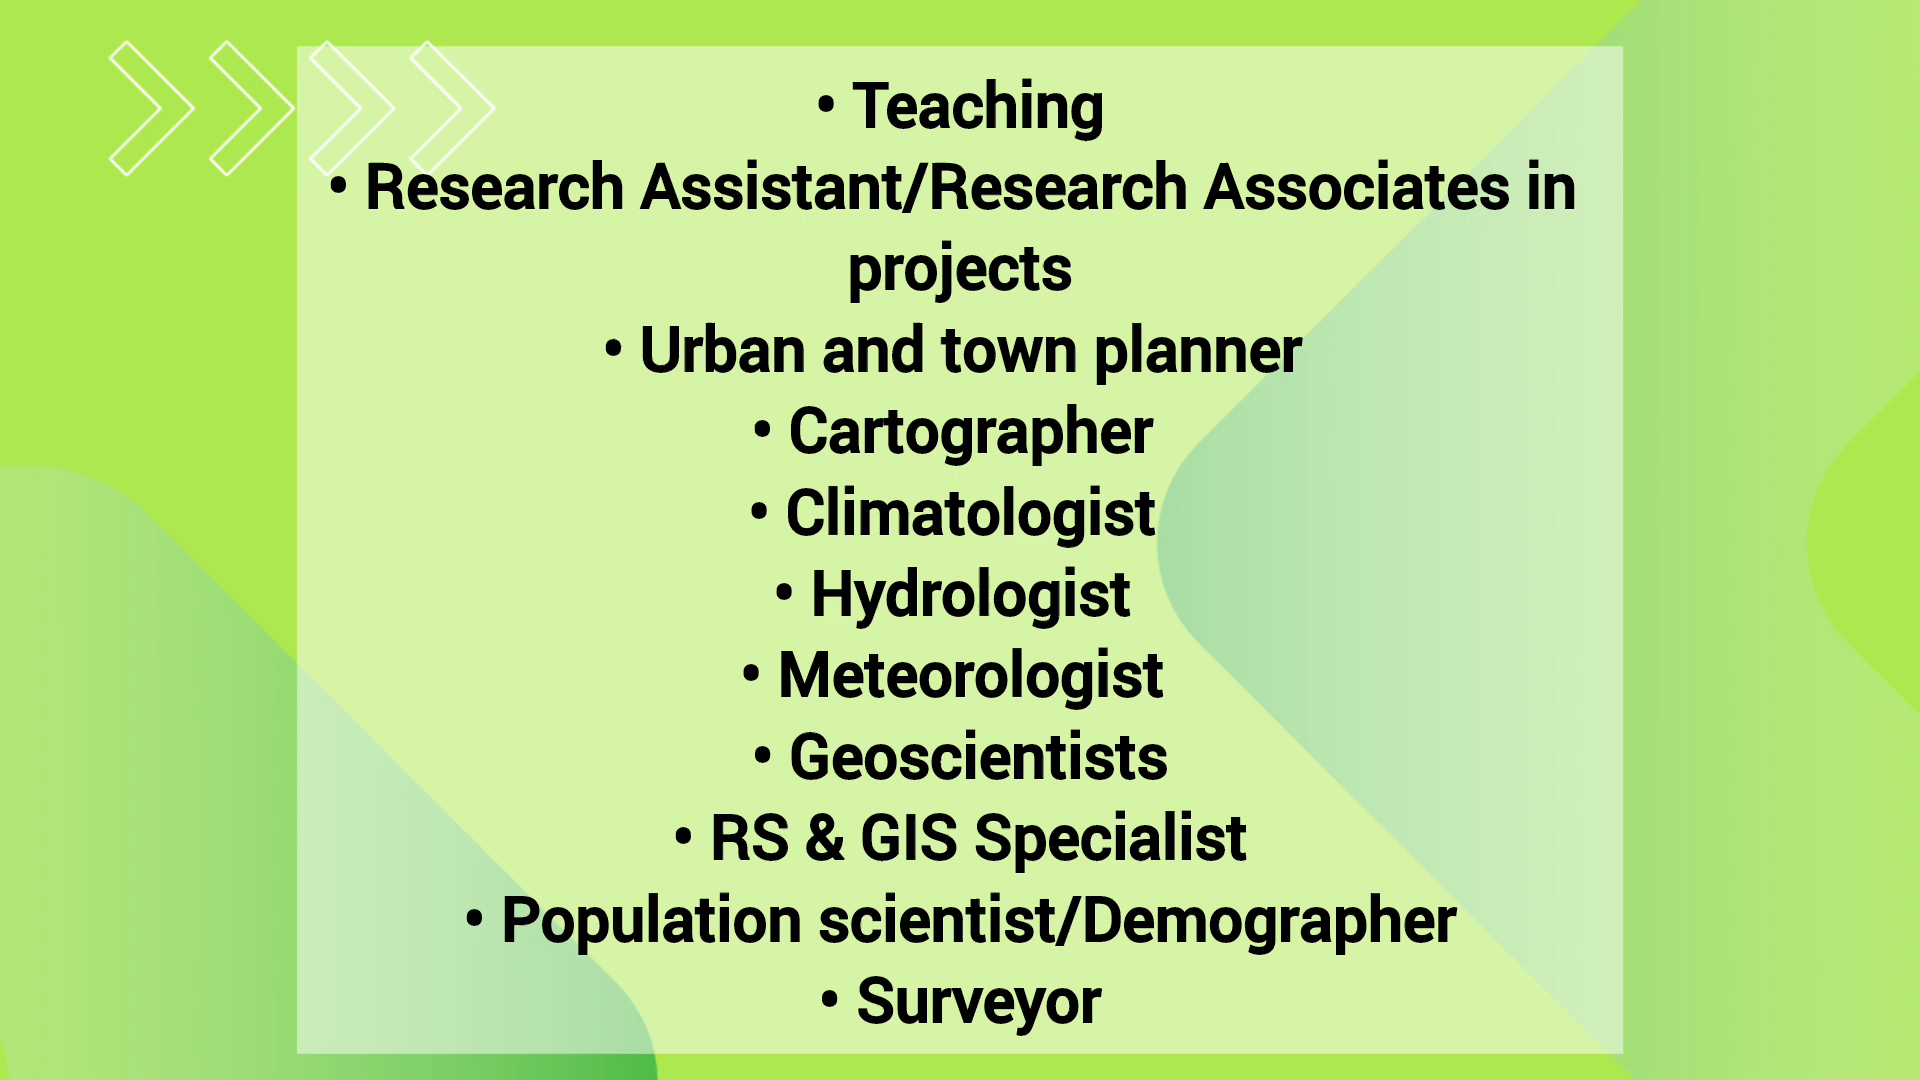 • Teaching
• Research Assistant/Research Associates in
projects
• Urban and town planner
• Cartographer
• Climatologist
• Hydrologist
• Meteorologist
• Geoscientists
• RS & GIS Specialist
• Population scientist/Demographer
• Surveyor